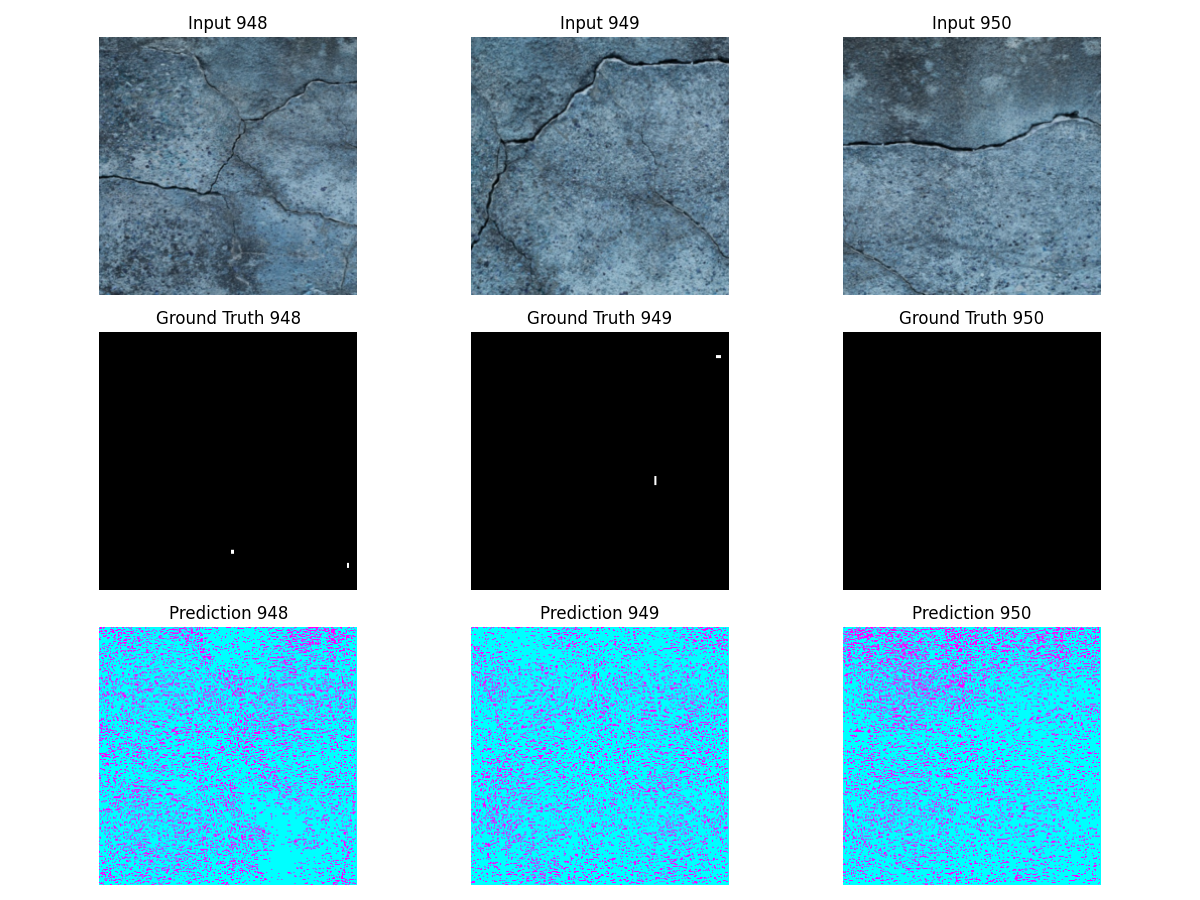 Input 948
Input 949
Input 950
Ground Truth 948
Ground Truth 949
Ground Truth 950
Prediction 948
Prediction 949
Prediction 950